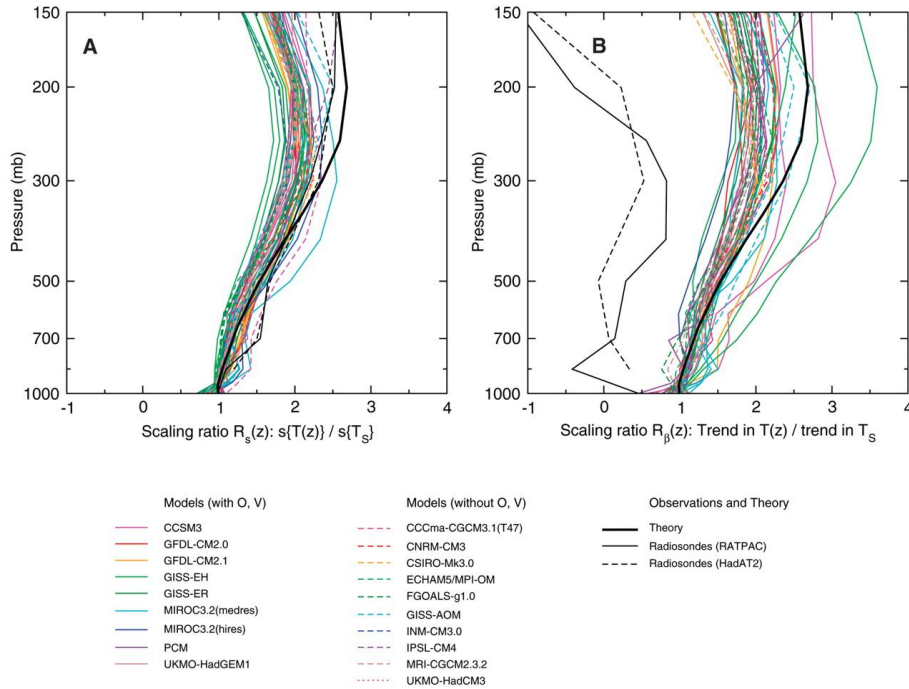 A
B
150
200
300
500
700
1000
Pressure (mb)
-1 0 1 2 3 4
Scaling ratio Rs(z): s{T(z)} / s{TS}
150
200
300
500
700
1000
Pressure (mb)
-1 0 1 2 3 4
Scaling ratio Rβ(z): Trend in T(z) / trend in TS
Models (with O, V)
CCSM3
GFDL-CM2.0
GFDL-CM2.1
GISS-EH
GISS-ER
MIROC3.2(medres)
MIROC3.2(hires)
PCM
UKMO-HadGEM1
Models (without O, V)
CCCma-CGCM3.1(T47)
CNRM-CM3
CSIRO-Mk3.0
ECHAM5/MPI-OM
FGOALS-g1.0
GISS-AOM
INM-CM3.0
IPSL-CM4
MRI-CGCM2.3.2
UKMO-HadCM3
Observations and Theory
Theory
Radiosondes (RATPAC)
Radiosondes (HadAT2)